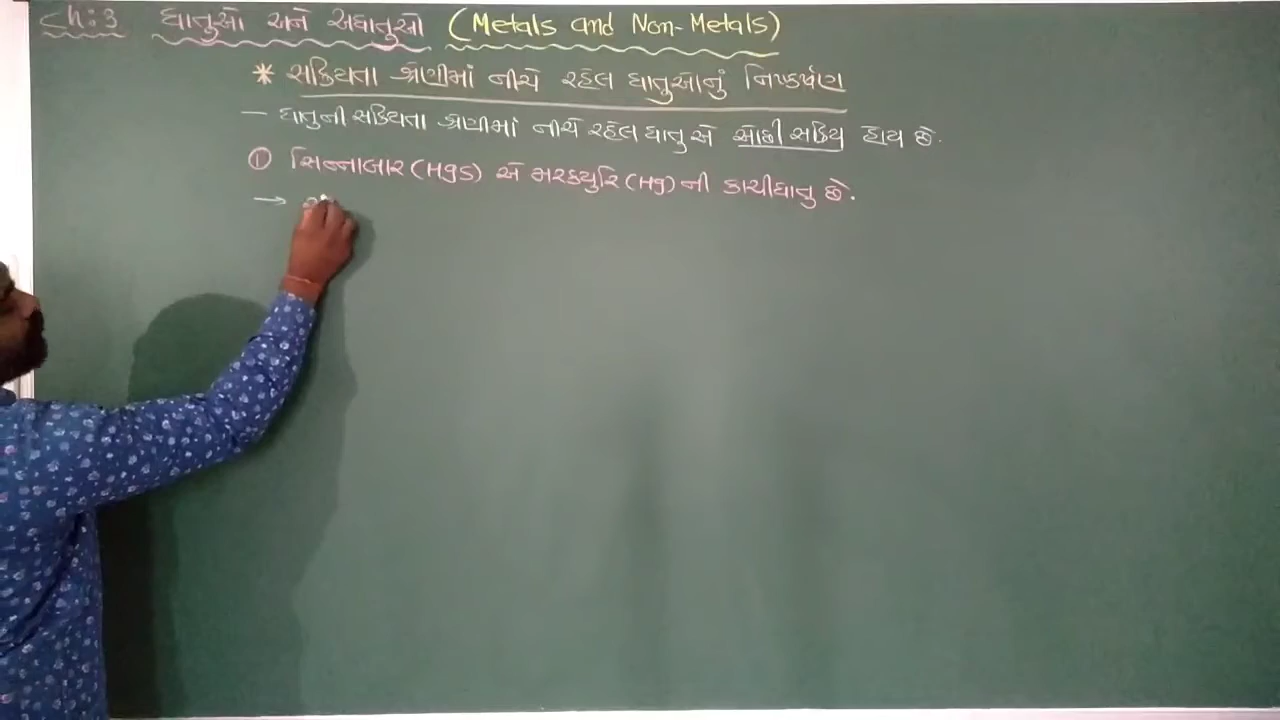 Ch:3 ધાતુઓ અને અધાતુઓ (Metals and Non-Metals)
* સક્રિયતા શ્રેણીમાં નીચે રહેલ ધાતુઓનું નિષ્કર્ષણ
– ધાતુની સક્રિયતા શ્રેણીમાં નીચે રહેલ ધાતુએ ઓછી સક્રિય હોય છે.
① સિન્નાબાર (HgS) એ મરક્યુરિ (Hg) ની કાચીધાતુ છે.
→